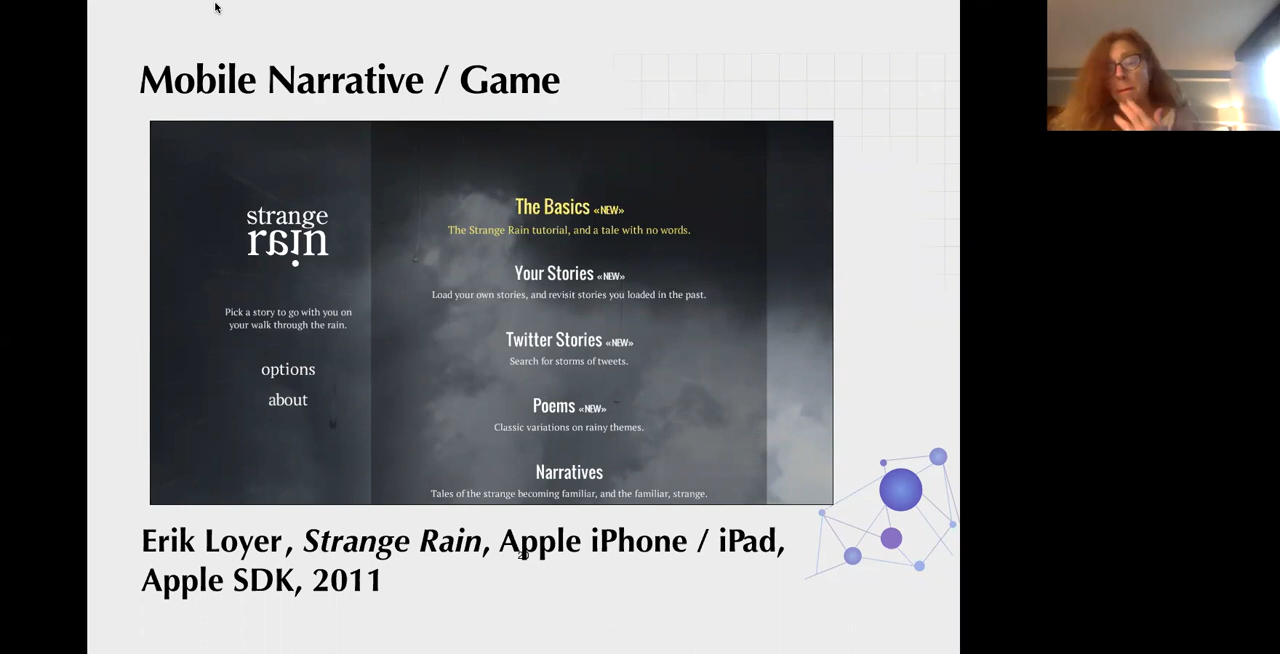 Mobile Narrative / Game
strange
rain
Pick a story to go with you on
your walk through the rain.
options
about
The Basics «NEW»
The Strange Rain tutorial, and a tale with no words.
Your Stories «NEW»
Load your own stories, and revisit stories you loaded in the past.
Twitter Stories «NEW»
Search for storms of tweets.
Poems «NEW»
Classic variations on rainy themes.
Narratives
Tales of the strange becoming familiar, and the familiar, strange.
Erik Loyer, Strange Rain, Apple iPhone / iPad,
Apple SDK, 2011